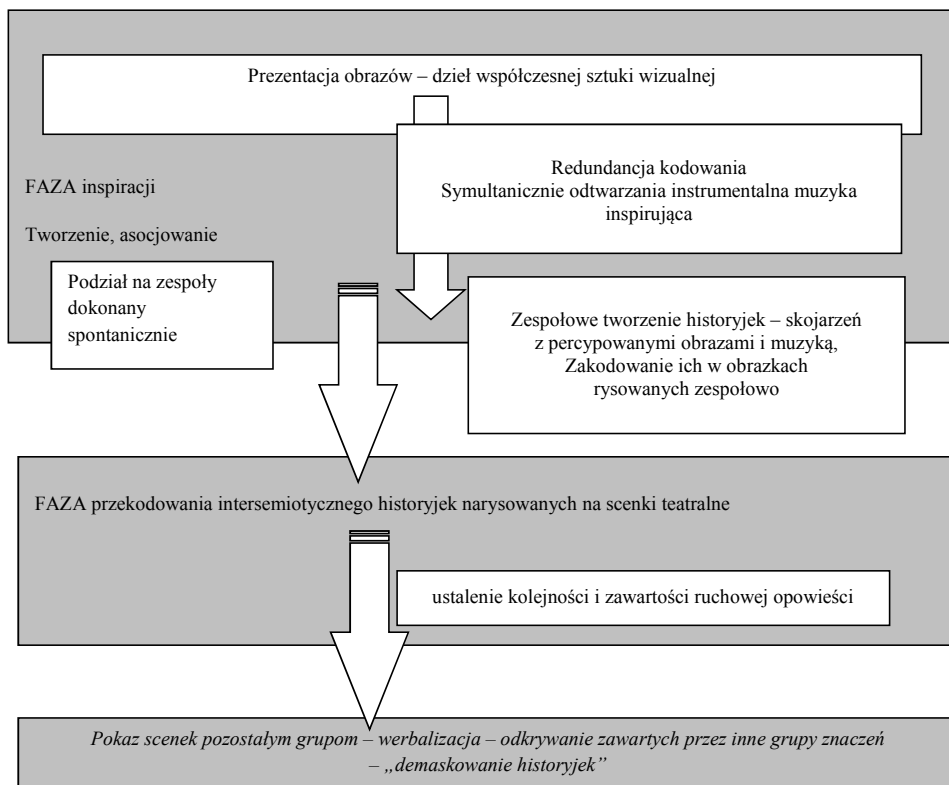 Prezentacja obrazów – dzieł współczesnej sztuki wizualnej
Redundancja kodowania
Symultanicznie odtwarzania instrumentalna muzyka
inspirująca
FAZA inspiracji
Tworzenie, asocjowanie
Podział na zespoły
dokonany
spontanicznie
Zespołowe tworzenie historyjek – skojarzeń
z percypowanymi obrazami i muzyką,
Zakodowanie ich w obrazkach
rysowanych zespołowo
FAZA przekodowania intersemiotycznego historyjek narysowanych na scenki teatralne
ustalenie kolejności i zawartości ruchowej opowieści
Pokaz scenek pozostałym grupom – werbalizacja – odkrywanie zawartych przez inne grupy znaczeń
– „demaskowanie historyjek”